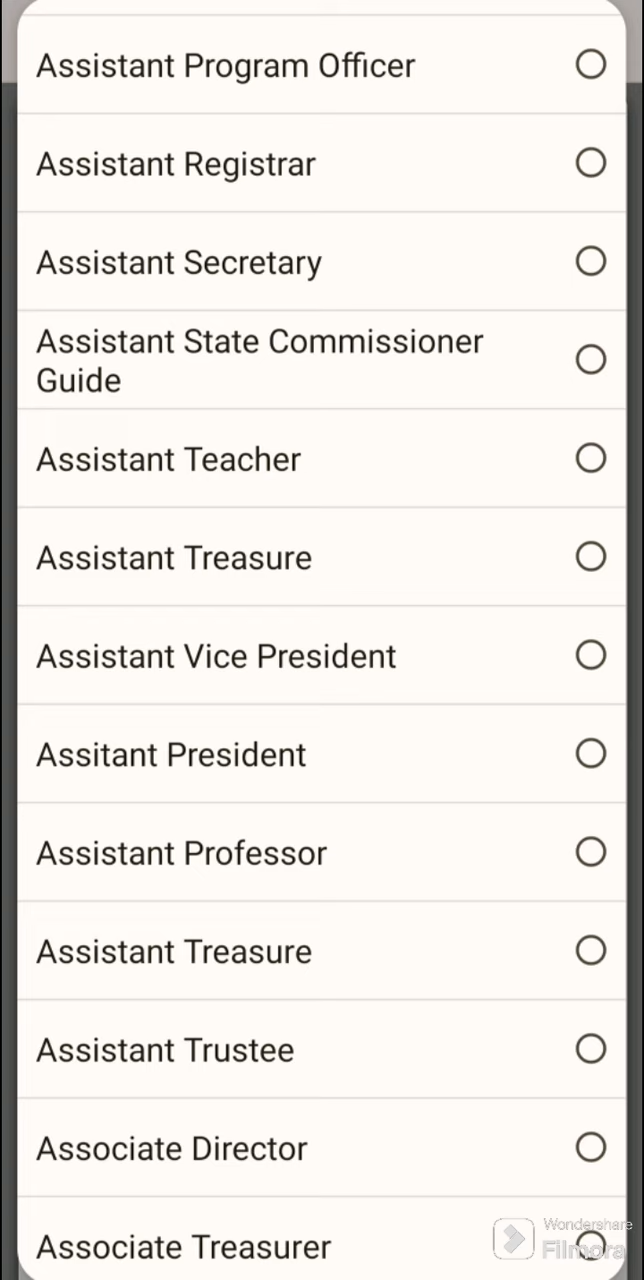 Assistant Program Officer
Assistant Registrar
Assistant Secretary
Assistant State Commissioner
Guide
Assistant Teacher
Assistant Treasure
Assistant Vice President
Assitant President
Assistant Professor
Assistant Treasure
Assistant Trustee
Associate Director
Associate Treasurer
Wondershare
Filmora